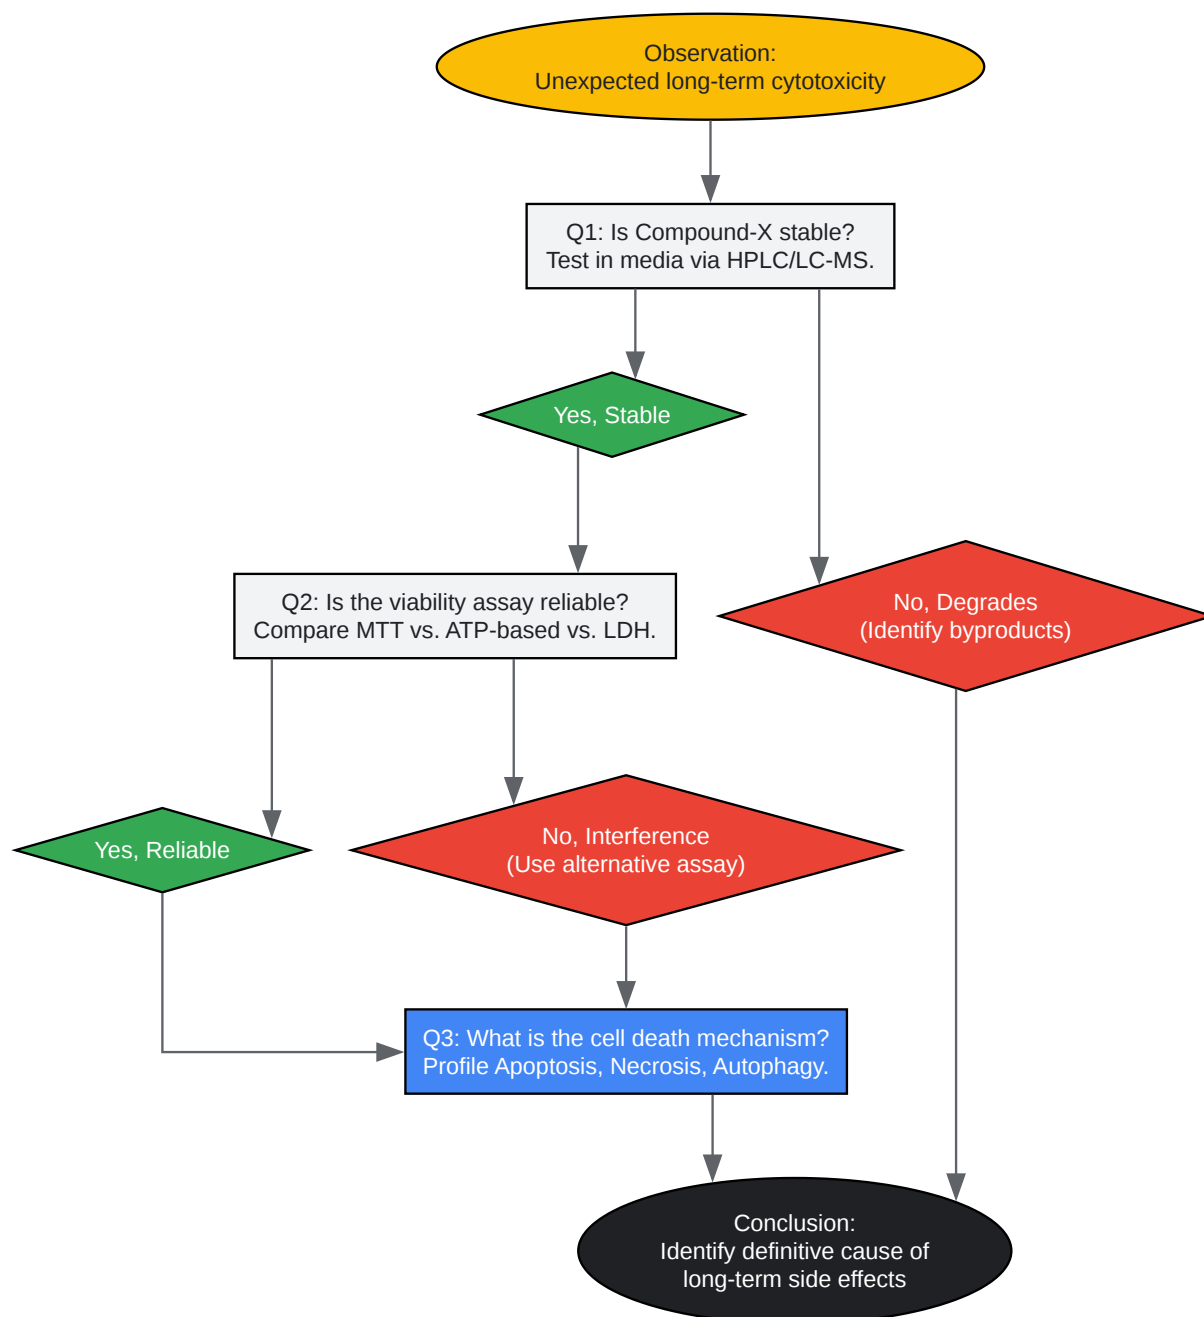 Observation:
Unexpected long-term cytotoxicity
Q1: Is Compound-X stable?
Test in media via HPLC/LC-MS.
Yes, Stable
Q2: Is the viability assay reliable?
Compare MTT vs. ATP-based vs. LDH.
No, Degrades
(Identify byproducts)
Yes, Reliable
No, Interference
(Use alternative assay)
Q3: What is the cell death mechanism?
Profile Apoptosis, Necrosis, Autophagy.
Conclusion:
Identify definitive cause of
long-term side effects